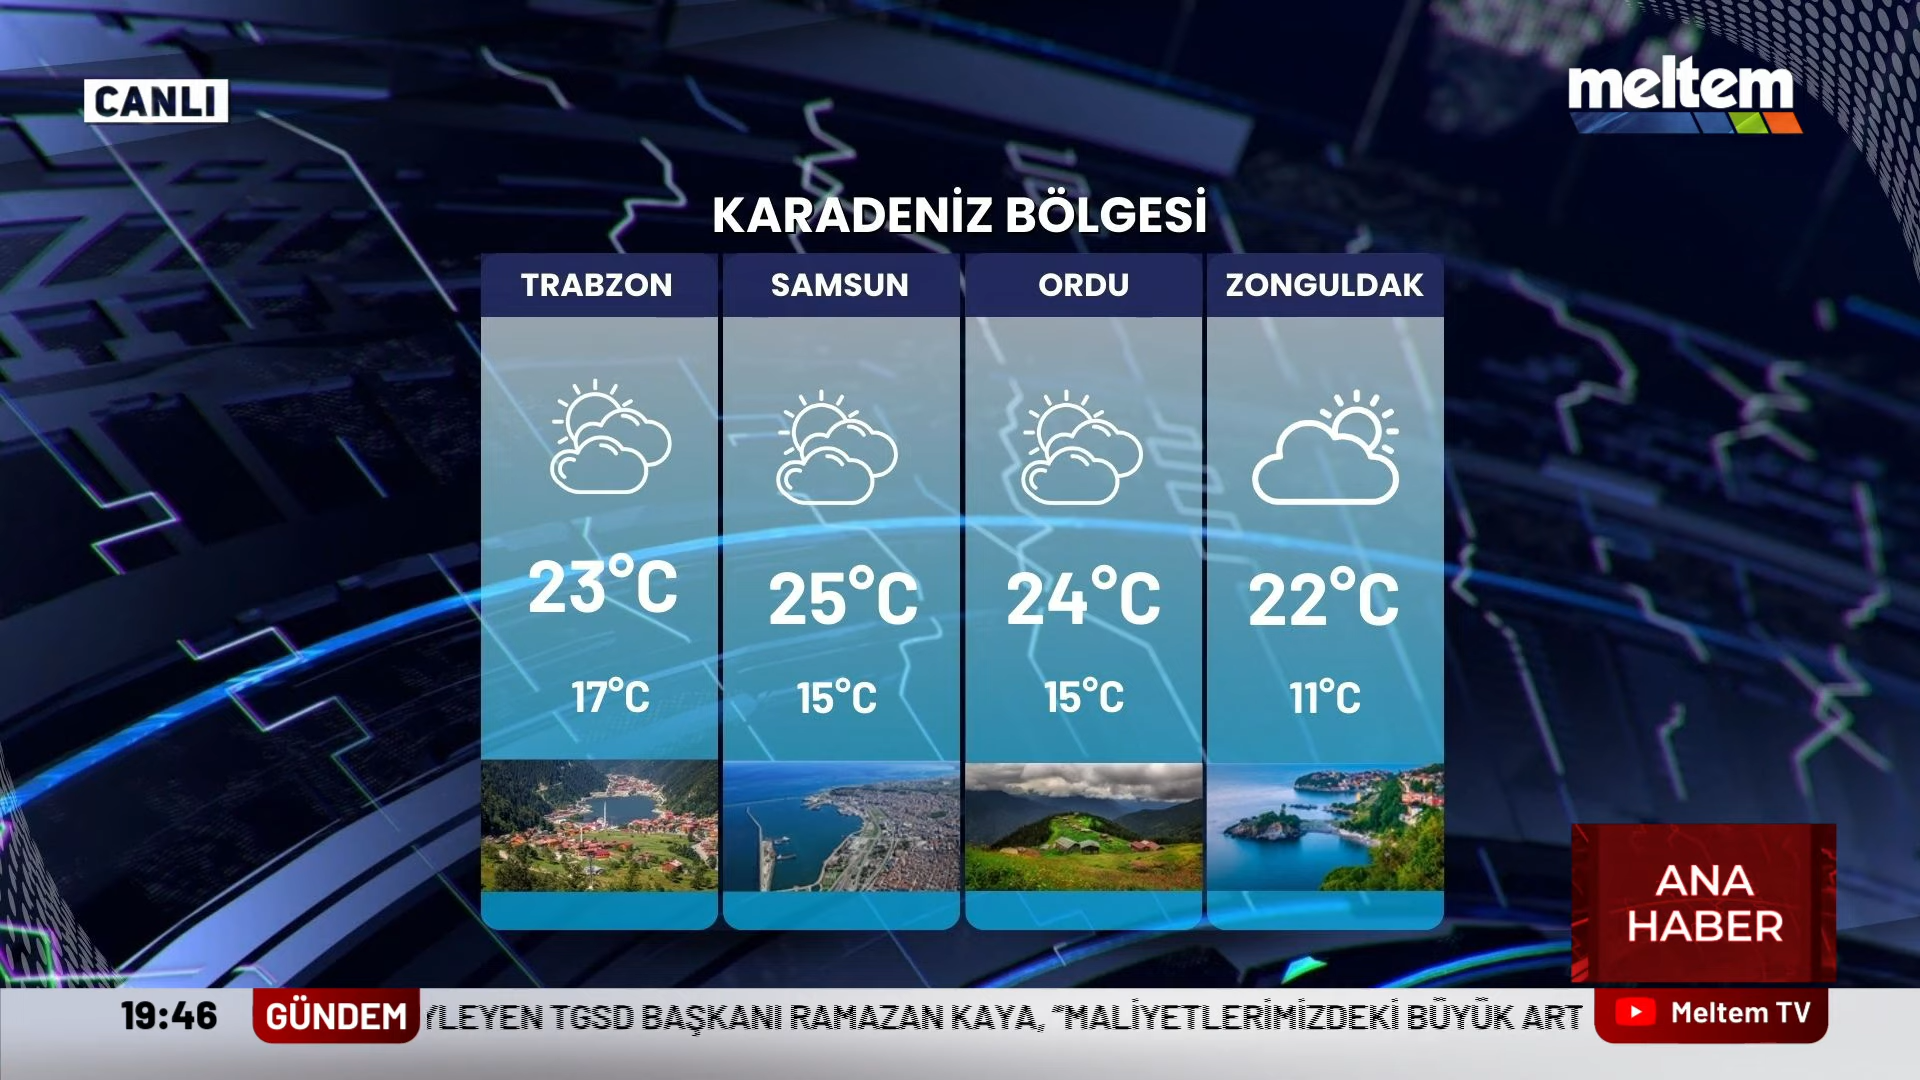 CANLI
meltem
KARADENİZ BÖLGESİ
TRABZON
SAMSUN
ORDU
ZONGULDAK
23°C
25°C
24°C
22°C
17°C
15°C
15°C
11°C
ANA
HABER
19:46
GÜNDEM
YLEYEN TGSD BAŞKANI RAMAZAN KAYA, "MALİYETLERİMİZDEKİ BÜYÜK ART
Meltem TV